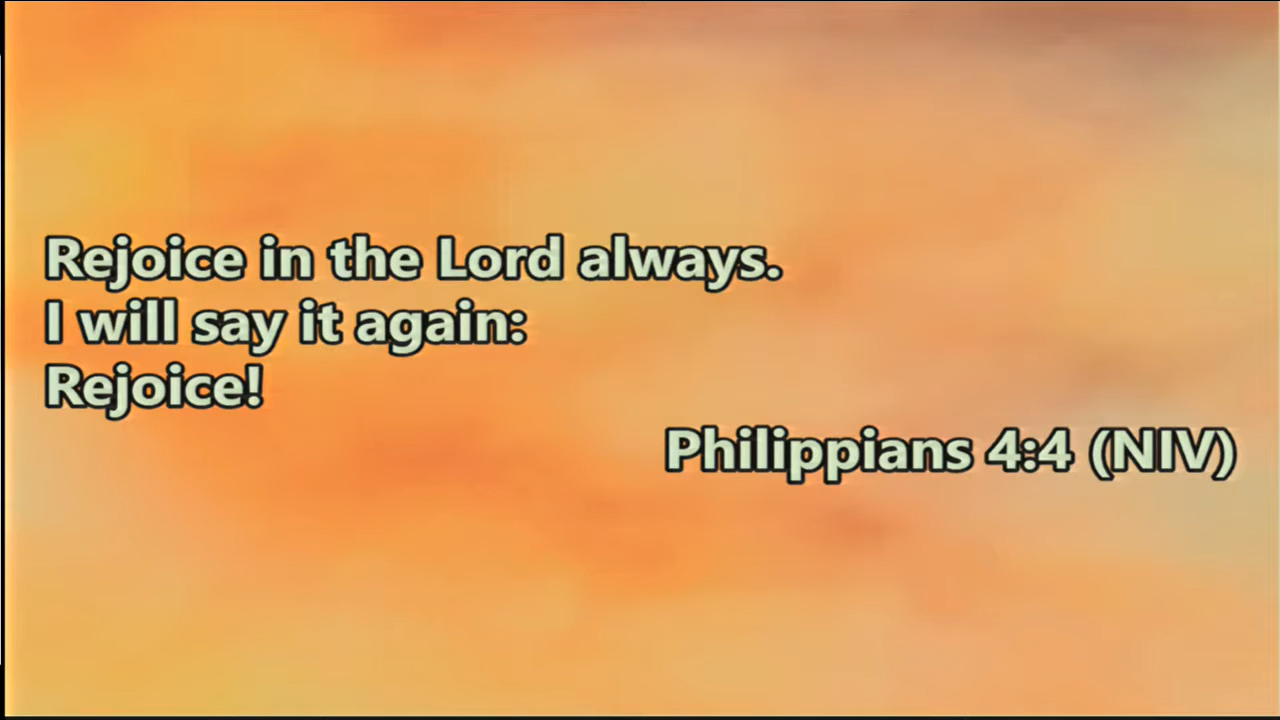 Rejoice in the Lord always.
I will say it again:
Rejoice!
Philippians 4:4 (NIV)